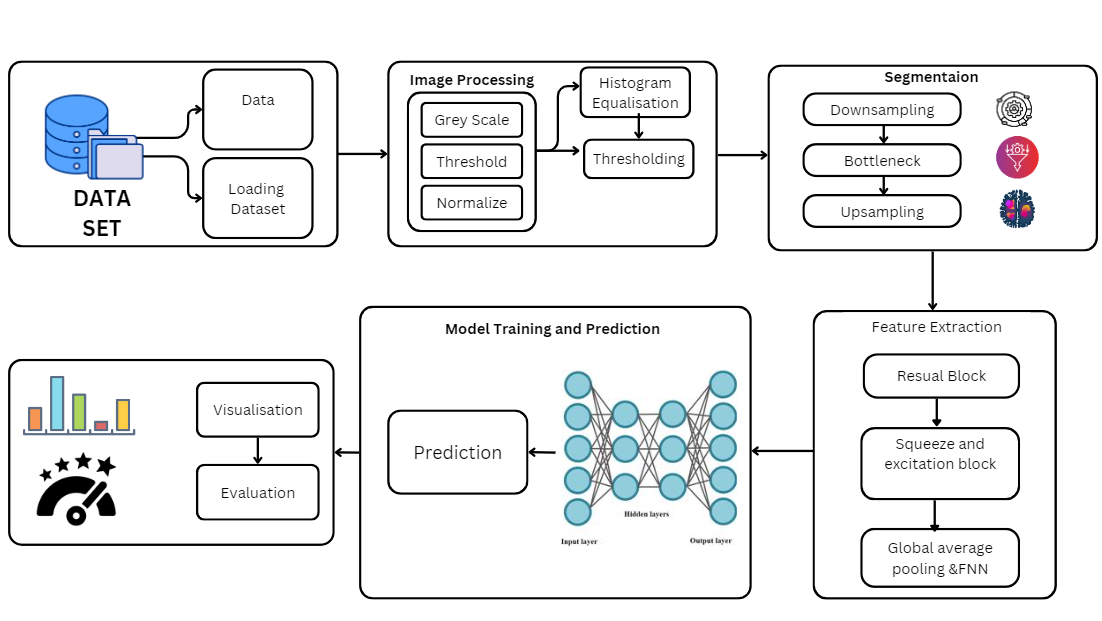 DATA
SET
Data
Loading
Dataset
Image Processing
Grey Scale
Threshold
Normalize
Histogram
Equalisation
Thresholding
Segmentaion
Downsampling
Bottleneck
Upsampling
Feature Extraction
Resual Block
Squeeze and
excitation block
Global average
pooling &FNN
Model Training and Prediction
Prediction
Hidden layers
Input layer
Output layer
Visualisation
Evaluation